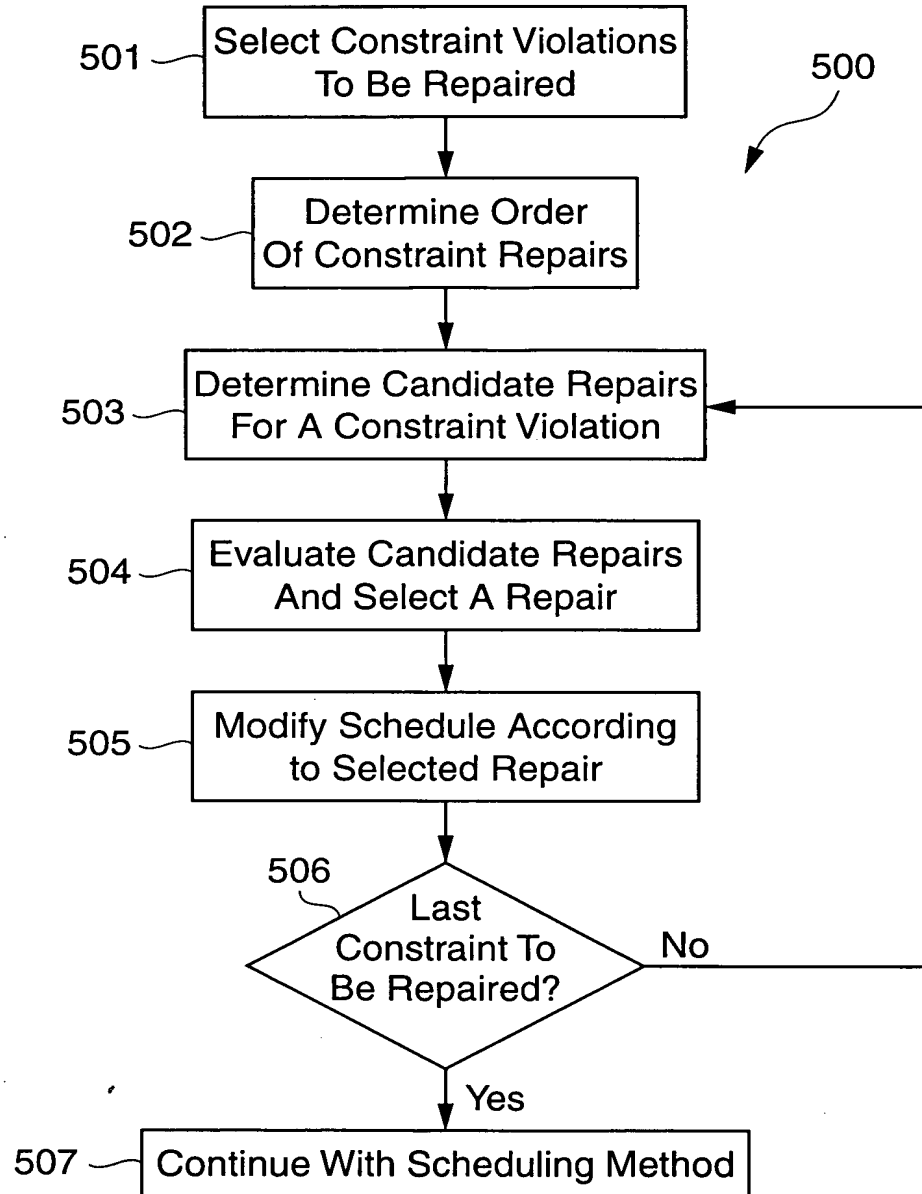 501
Select Constraint Violations
To Be Repaired
500
502
Determine Order
Of Constraint Repairs
503
Determine Candidate Repairs
For A Constraint Violation
504
Evaluate Candidate Repairs
And Select A Repair
505
Modify Schedule According
to Selected Repair
506
Last
Constraint To
Be Repaired?
No
Yes
507
Continue With Scheduling Method